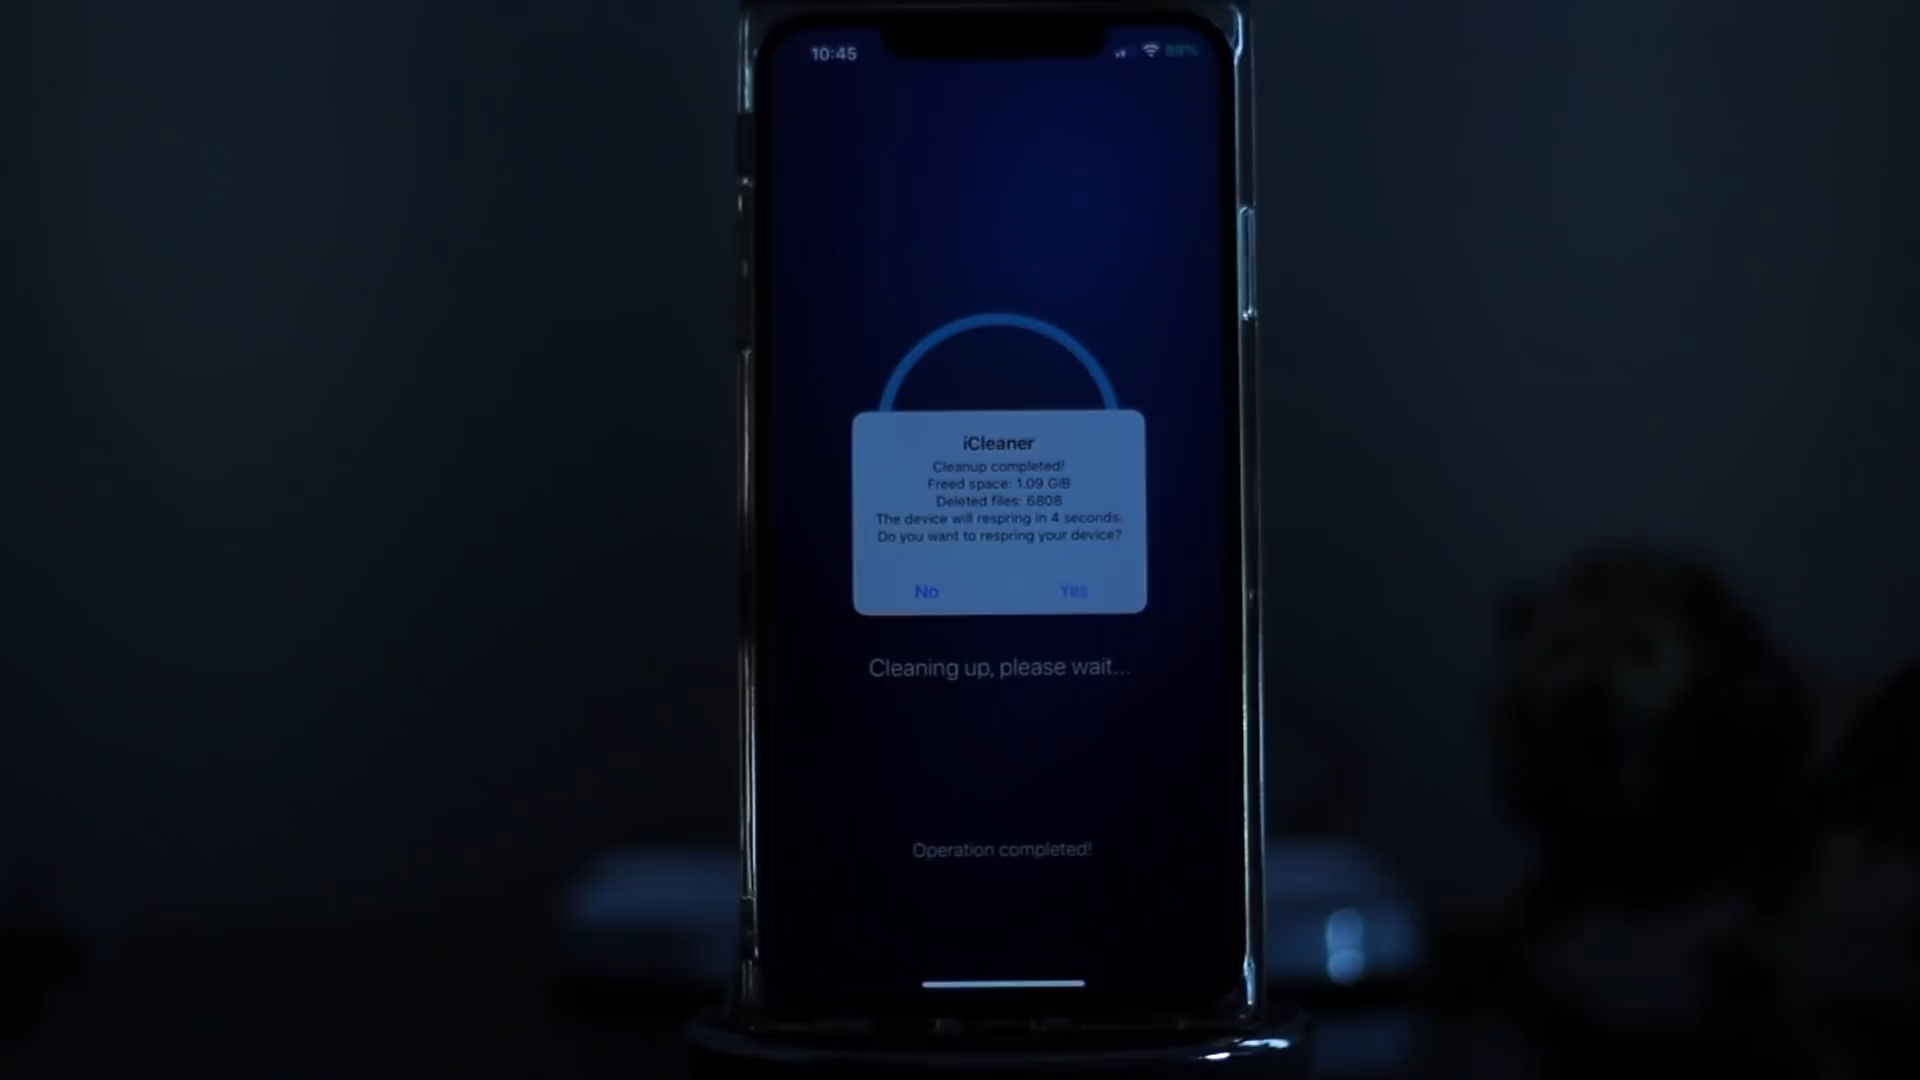 10:45
iCleaner
Cleanup completed!
Freed space: 1.09 GiB
Deleted files: 6808
The device will respring in 4 seconds.
Do you want to respring your device?
No Yes
Cleaning up, please wait...
Operation completed!